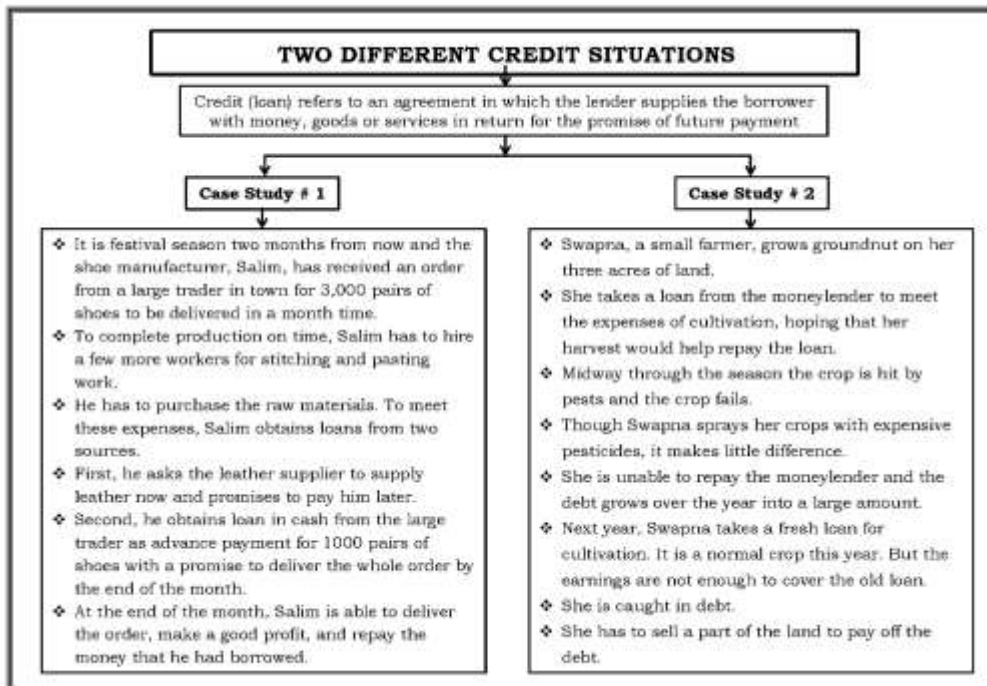 TWO DIFFERENT CREDIT SITUATIONS
Credit (loan) refers to an agreement in which the lender supplies the borrower
with money, goods or services in return for the promise of future payment
Case Study # 1
❖ It is festival season two months from now and the
shoe manufacturer, Salim, has received an order
from a large trader in town for 3,000 pairs of
shoes to be delivered in a month time.
❖ To complete production on time, Salim has to hire
a few more workers for stitching and pasting
work.
❖ He has to purchase the raw materials. To meet
these expenses, Salim obtains loans from two
sources.
❖ First, he asks the leather supplier to supply
leather now and promises to pay him later.
❖ Second, he obtains loan in cash from the large
trader as advance payment for 1000 pairs of
shoes with a promise to deliver the whole order by
the end of the month.
❖ At the end of the month, Salim is able to deliver
the order, make a good profit, and repay the
money that he had borrowed.
Case Study # 2
❖ Swapna, a small farmer, grows groundnut on her
three acres of land.
❖ She takes a loan from the moneylender to meet
the expenses of cultivation, hoping that her
harvest would help repay the loan.
❖ Midway through the season the crop is hit by
pests and the crop fails.
❖ Though Swapna sprays her crops with expensive
pesticides, it makes little difference.
❖ She is unable to repay the moneylender and the
debt grows over the year into a large amount.
❖ Next year, Swapna takes a fresh loan for
cultivation. It is a normal crop this year. But the
earnings are not enough to cover the old loan.
❖ She is caught in debt.
❖ She has to sell a part of the land to pay off the
debt.